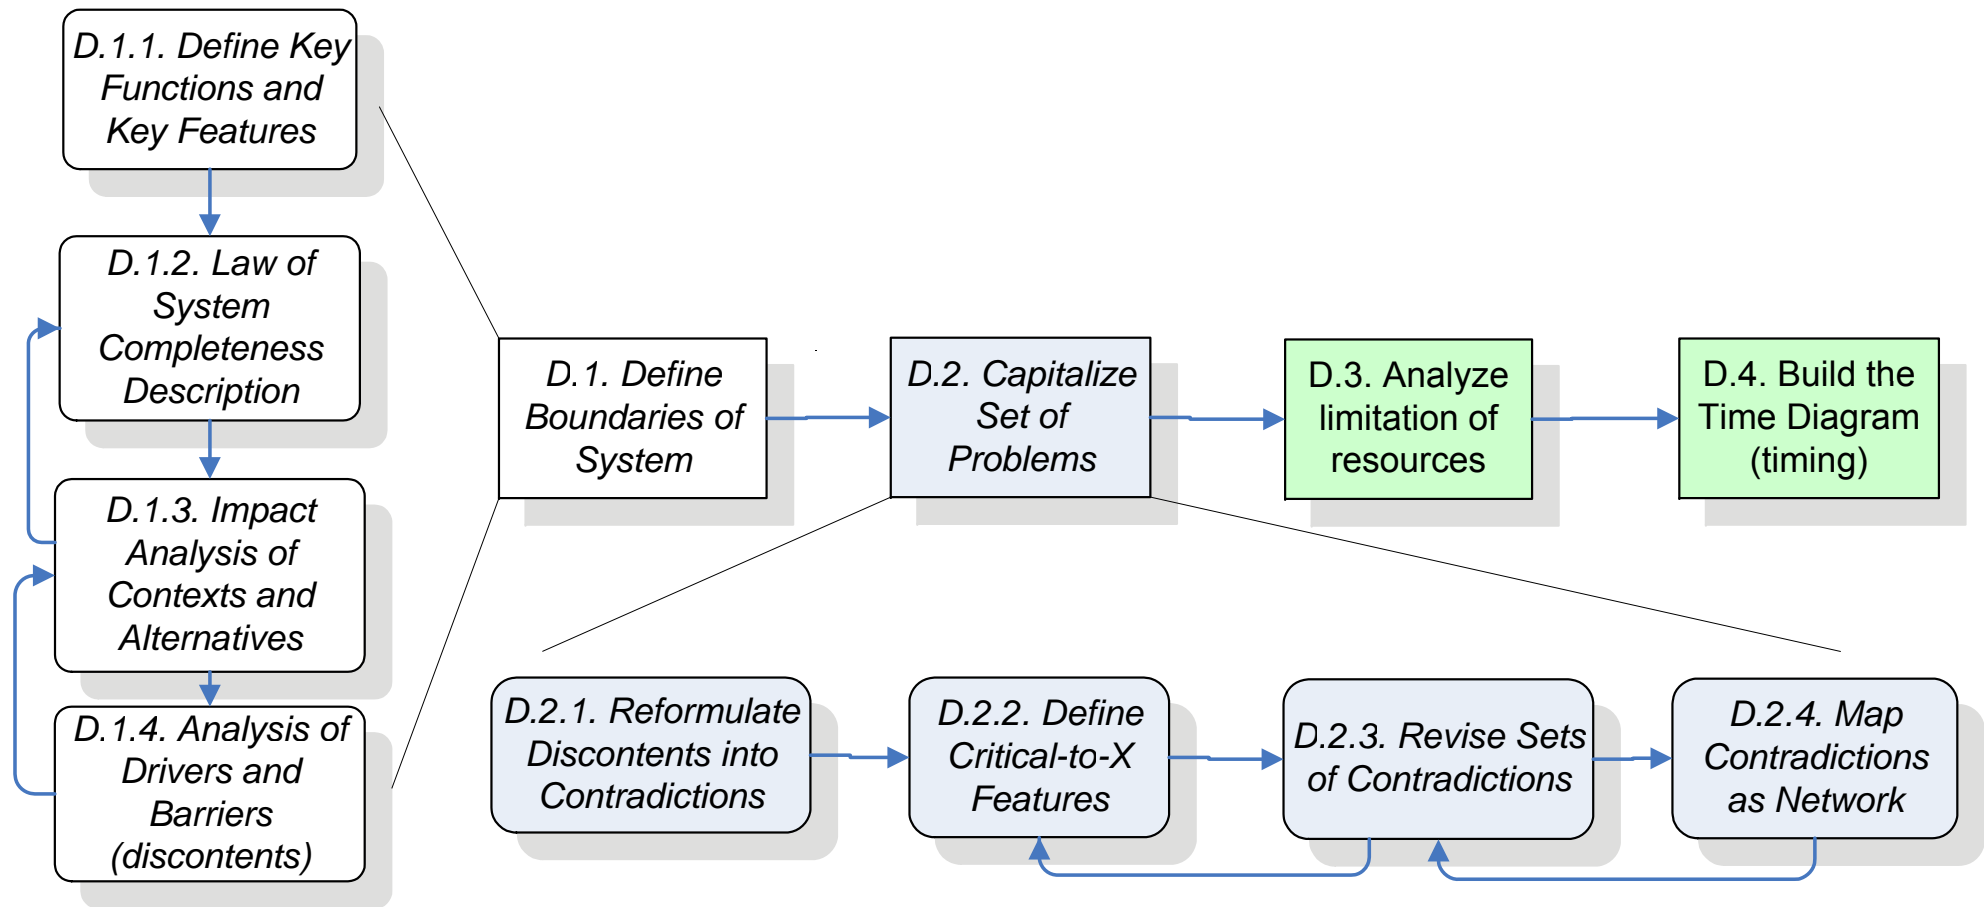 D.1.1. Define Key
Functions and
Key Features
D.1.2. Law of
System
Completeness
Description
D.1.3. Impact
Analysis of
Contexts and
Alternatives
D.1.4. Analysis of
Drivers and
Barriers
(discontents)
D.1. Define
Boundaries of
System
D.2. Capitalize
Set of
Problems
D.3. Analyze
limitation of
resources
D.4. Build the
Time Diagram
(timing)
D.2.1. Reformulate
Discontents into
Contradictions
D.2.2. Define
Critical-to-X
Features
D.2.3. Revise Sets
of Contradictions
D.2.4. Map
Contradictions
as Network